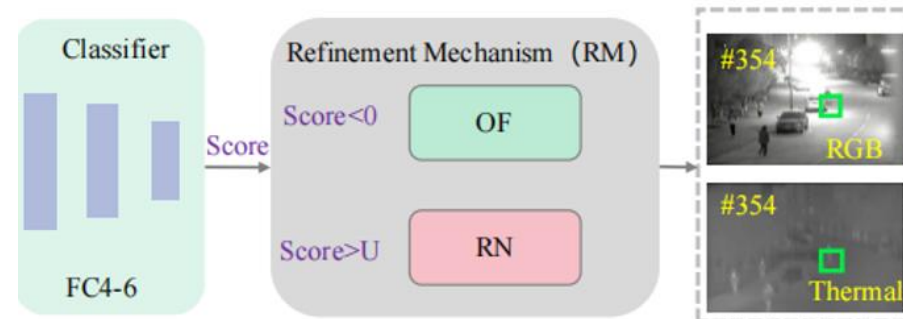 Classifier
FC4-6
Score
Refinement Mechanism（RM）
Score<0
OF
Score>U
RN
#354
RGB
#354
Thermal